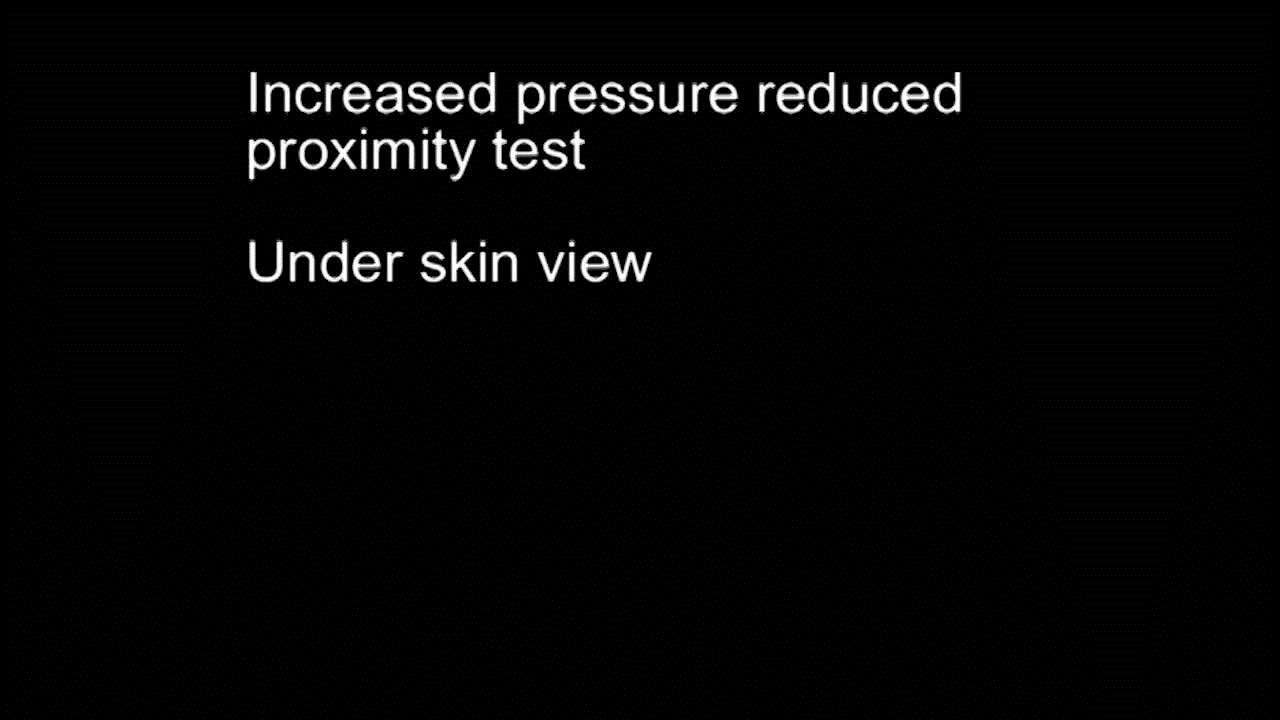 Increased pressure reduced
proximity test
Under skin view